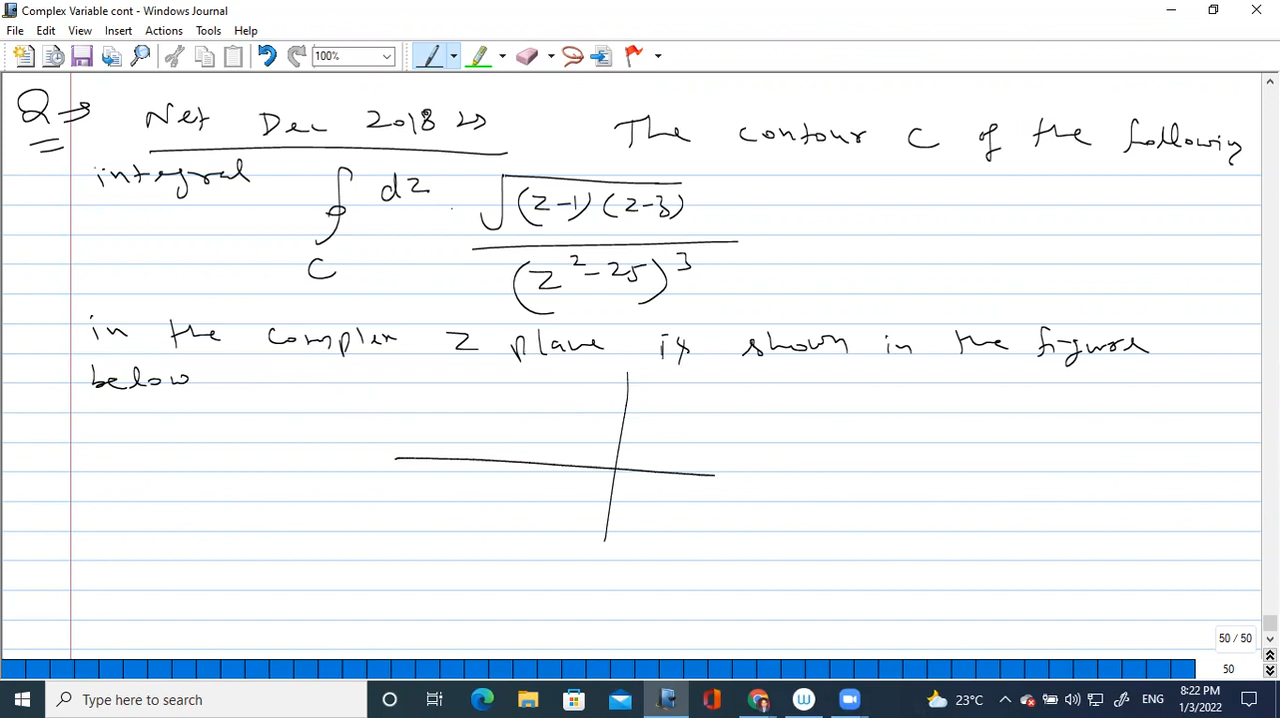 Complex Variable cont - Windows Journal
File Edit View Insert Actions Tools Help
100%
Q → Net Dec 2018 ⇒ The contour C of the following
integral ∮ dz √(z-1)(z-3)
C (z² - 25)³
in the complex z plane is shown in the figure
below
50 / 50
50
Type here to search
W
23°C ENG 8:22 PM
1/3/2022